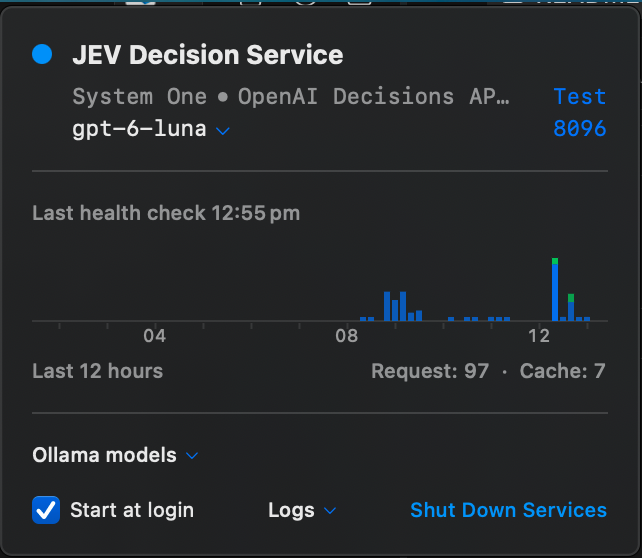 JEV Decision Service
System One • OpenAI Decisions AP… Test
gpt-6-luna 8096
Last health check 12:55 pm
04 08 12
Last 12 hours Request: 97 · Cache: 7
Ollama models
Start at login Logs Shut Down Services